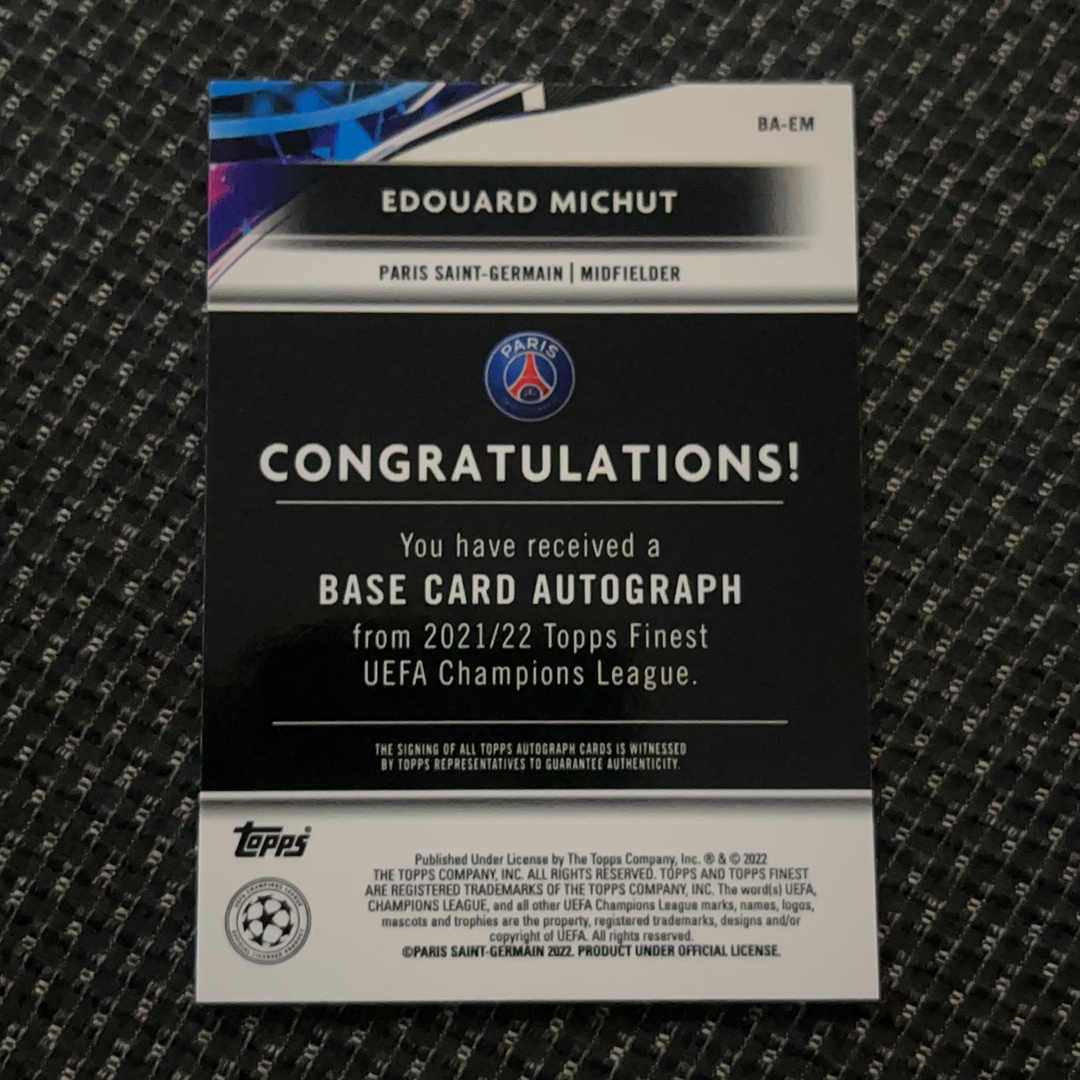 BA-EM
EDOUARD MICHUT
PARIS SAINT-GERMAIN | MIDFIELDER
PARIS
CONGRATULATIONS!
You have received a
BASE CARD AUTOGRAPH
from 2021/22 Topps Finest
UEFA Champions League.
THE SIGNING OF ALL TOPPS AUTOGRAPH CARDS IS WITNESSED
BY TOPPS REPRESENTATIVES TO GUARANTEE AUTHENTICITY.
topps®
Published Under License by The Topps Company, Inc. ® & © 2022
THE TOPPS COMPANY, INC. ALL RIGHTS RESERVED. TOPPS AND TOPPS FINEST
ARE REGISTERED TRADEMARKS OF THE TOPPS COMPANY, INC. The word(s) UEFA,
CHAMPIONS LEAGUE, and all other UEFA Champions League marks, names, logos,
mascots and trophies are the property, registered trademarks, designs and/or
copyright of UEFA. All rights reserved.
©PARIS SAINT-GERMAIN 2022. PRODUCT UNDER OFFICIAL LICENSE.